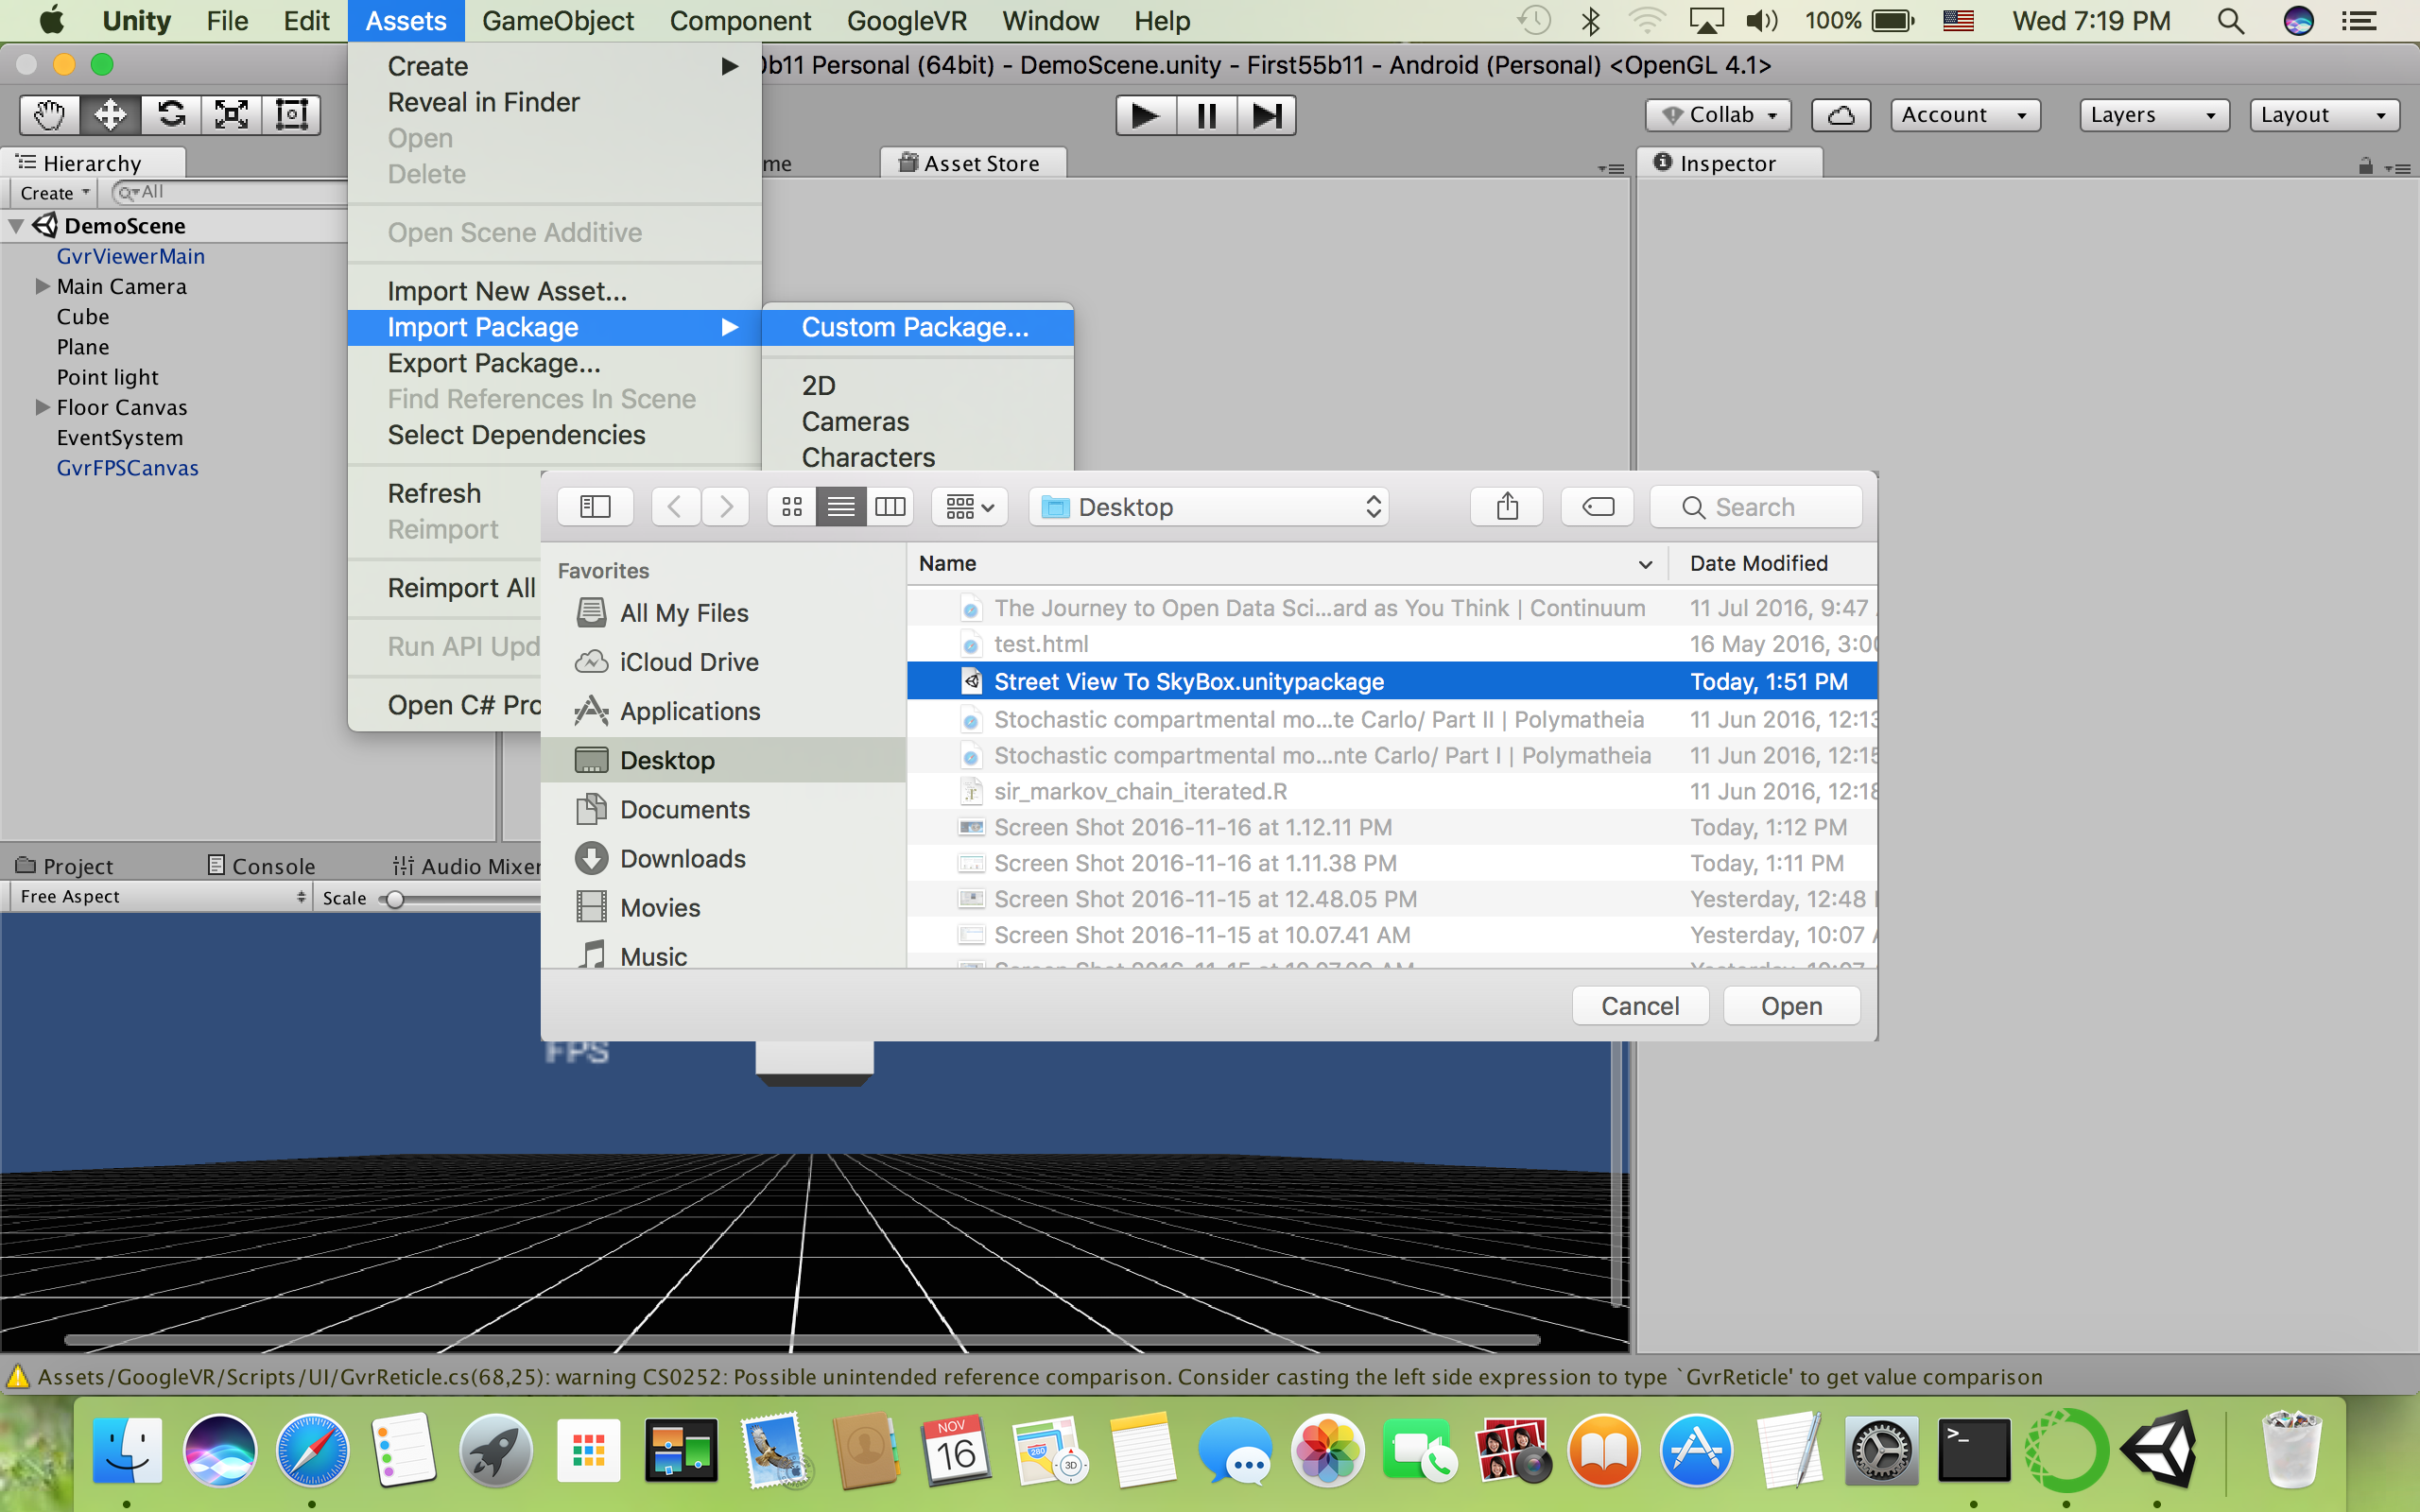 Unity File Edit Assets GameObject Component GoogleVR Window Help 100% Wed 7:19 PM
0b11 Personal (64bit) - DemoScene.unity - First55b11 - Android (Personal) <OpenGL 4.1>
Collab Account Layers Layout
Hierarchy
Create All
DemoScene
GvrViewerMain
Main Camera
Cube
Plane
Point light
Floor Canvas
EventSystem
GvrFPSCanvas
Create
Reveal in Finder
Open
Delete
Open Scene Additive
Import New Asset...
Import Package
Export Package...
Find References In Scene
Select Dependencies
Refresh
Reimport
Reimport All
Run API Upd
Open C# Pro
Custom Package...
2D
Cameras
Characters
me
Asset Store
Inspector
Desktop
Search
Favorites
All My Files
iCloud Drive
Applications
Desktop
Documents
Downloads
Movies
Music
Name Date Modified
The Journey to Open Data Sci...ard as You Think | Continuum 11 Jul 2016, 9:47
test.html 16 May 2016, 3:00
Street View To SkyBox.unitypackage Today, 1:51 PM
Stochastic compartmental mo...te Carlo/ Part II | Polymatheia 11 Jun 2016, 12:13
Stochastic compartmental mo...nte Carlo/ Part I | Polymatheia 11 Jun 2016, 12:15
sir_markov_chain_iterated.R 11 Jun 2016, 12:18
Screen Shot 2016-11-16 at 1.12.11 PM Today, 1:12 PM
Screen Shot 2016-11-16 at 1.11.38 PM Today, 1:11 PM
Screen Shot 2016-11-15 at 12.48.05 PM Yesterday, 12:48
Screen Shot 2016-11-15 at 10.07.41 AM Yesterday, 10:07
Cancel Open
Project Console Audio Mixer
Free Aspect Scale
FPS
Assets/GoogleVR/Scripts/UI/GvrReticle.cs(68,25): warning CS0252: Possible unintended reference comparison. Consider casting the left side expression to type `GvrReticle' to get value comparison
NOV
16
280
3D
>_